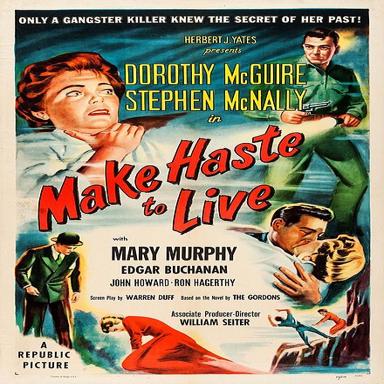 ONLY A GANGSTER KILLER KNEW THE SECRET OF HER PAST!
HERBERT J. YATES
presents
DOROTHY McGUIRE
STEPHEN McNALLY
in
Make Haste
to Live
with
MARY MURPHY
EDGAR BUCHANAN
JOHN HOWARD · RON HAGERTHY
Screen Play by WARREN DUFF Based on the Novel by THE GORDONS
Associate Producer-Director
WILLIAM SEITER
A
REPUBLIC
PICTURE